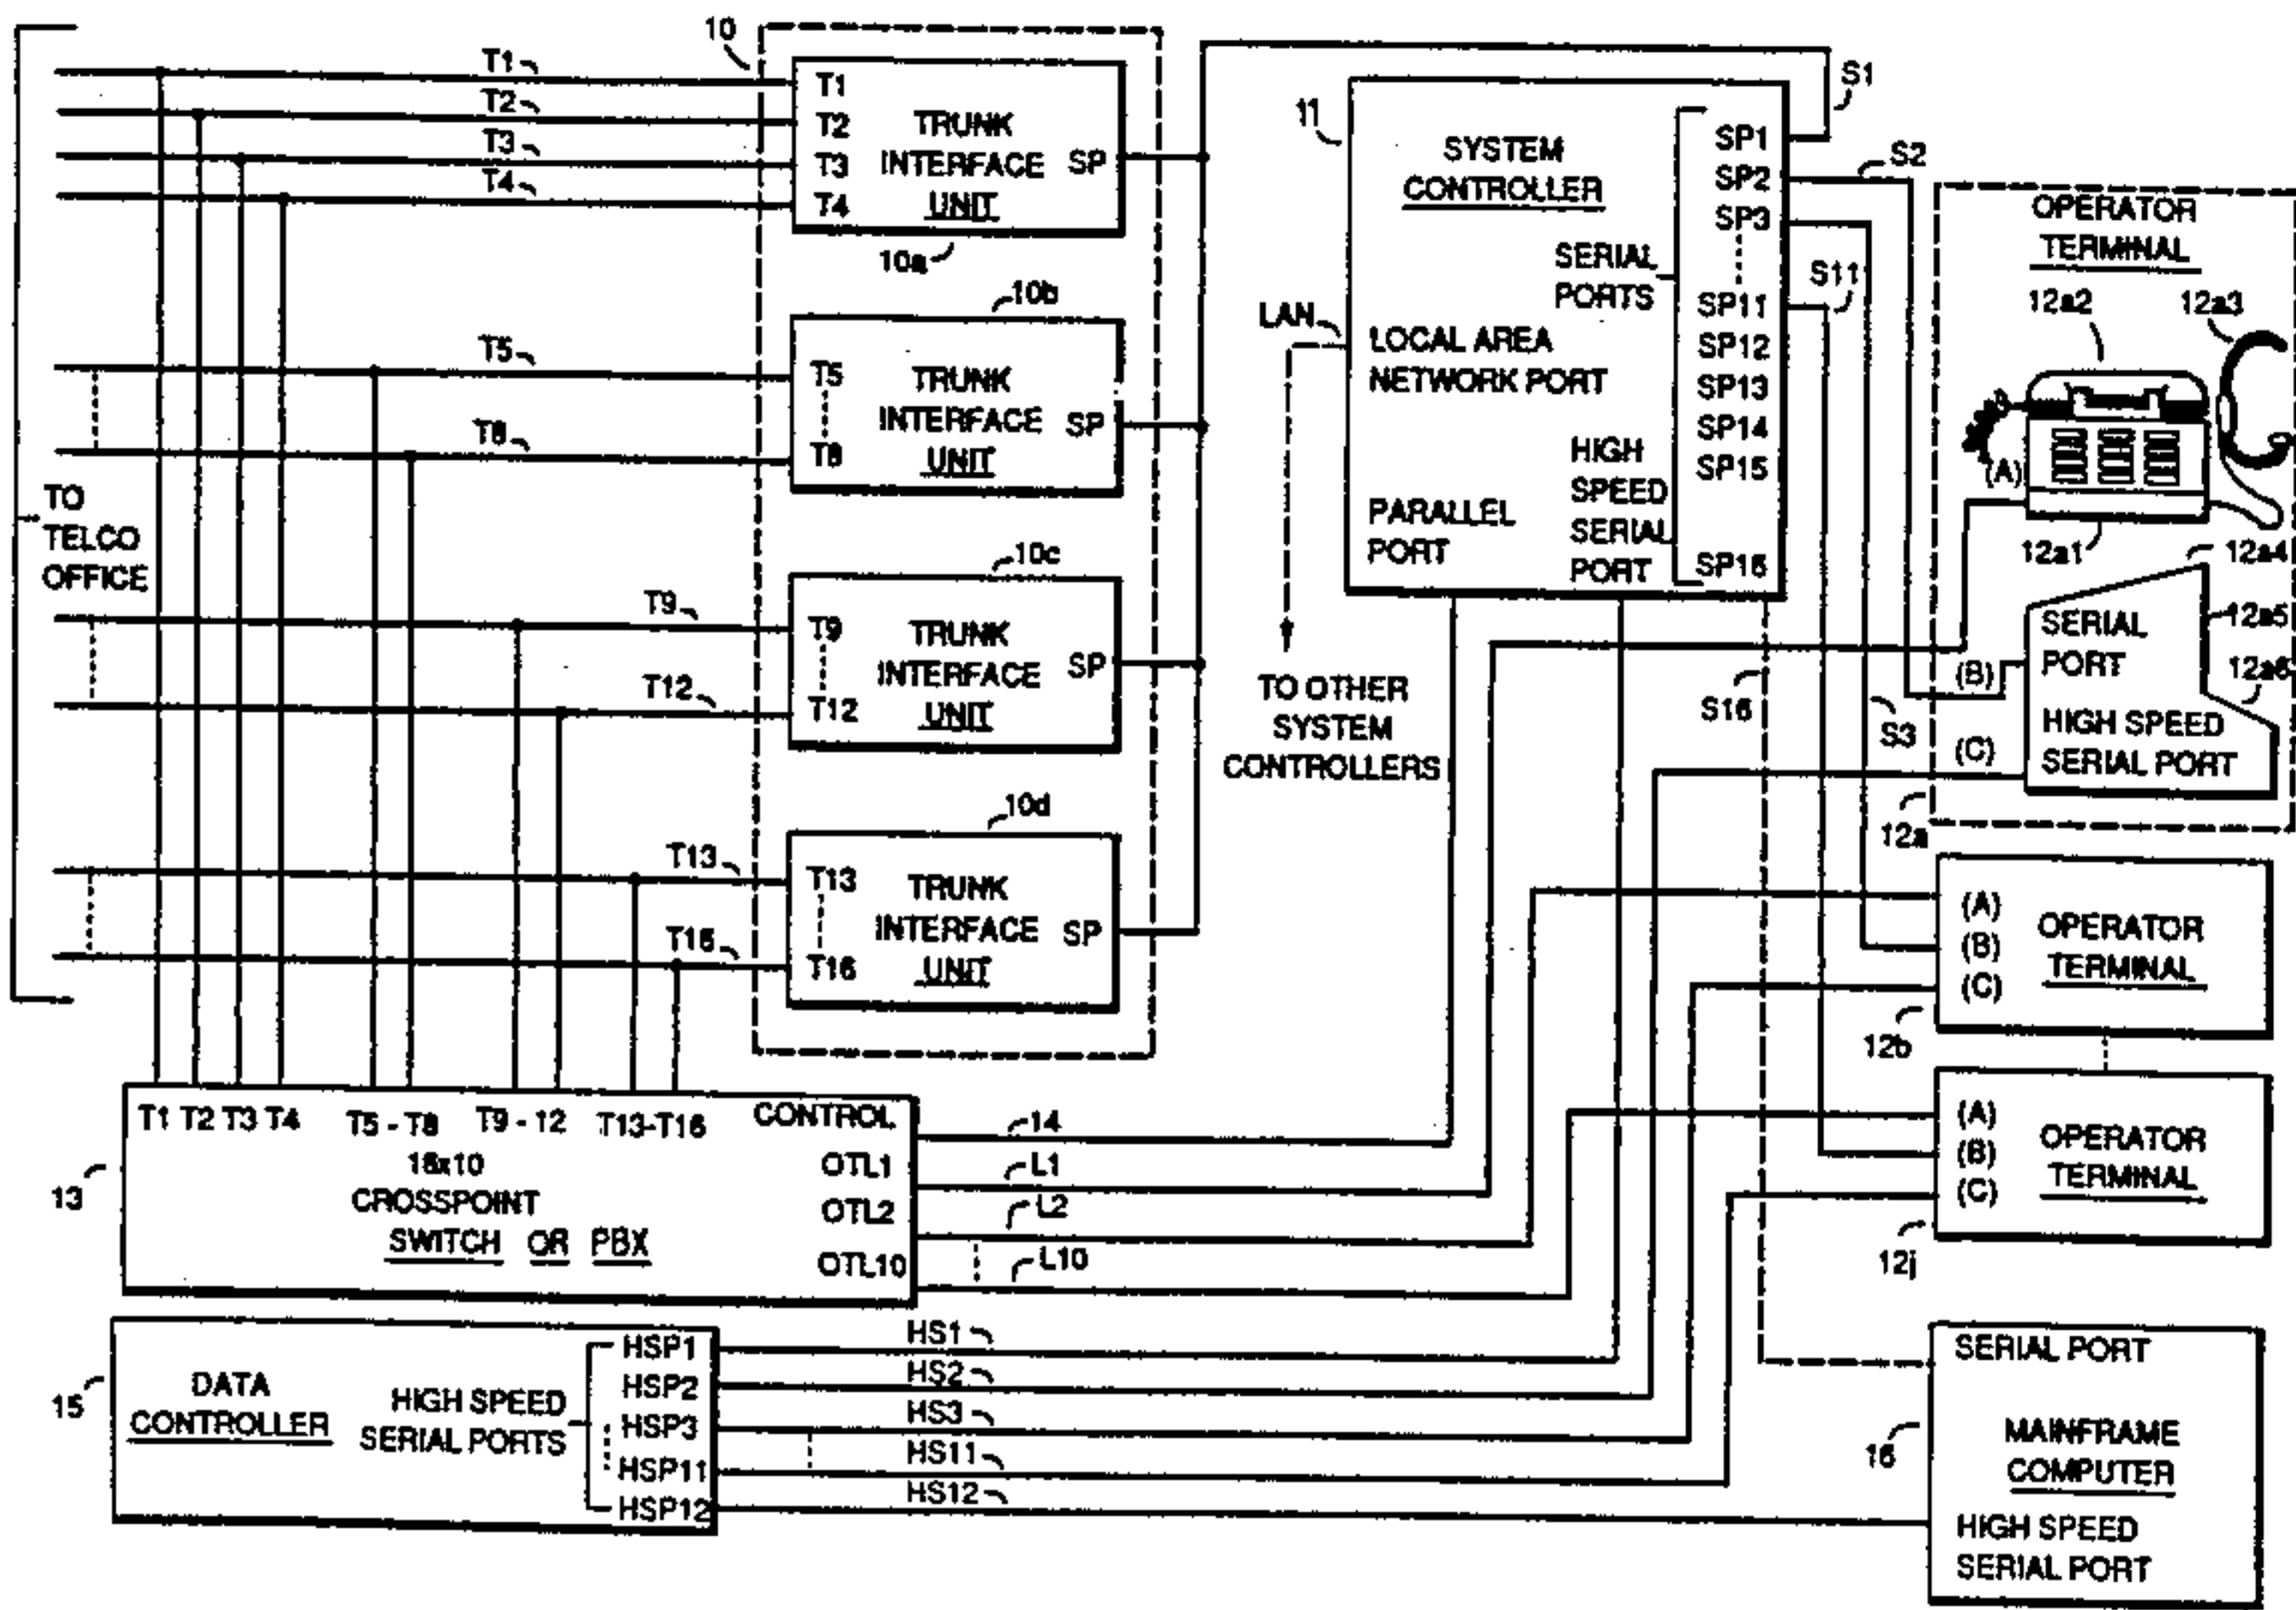 TO
TELCO
OFFICE
T1
T2
T3
T4
T5
T8
T9
T12
T13
T16
10
T1
T2
T3
T4
TRUNK
INTERFACE
UNIT
SP
10a
10b
T5
T8
TRUNK
INTERFACE
UNIT
SP
10c
T9
T12
TRUNK
INTERFACE
UNIT
SP
10d
T13
T16
TRUNK
INTERFACE
UNIT
SP
11
SYSTEM
CONTROLLER
SERIAL
PORTS
LOCAL AREA
NETWORK PORT
PARALLEL
PORT
HIGH
SPEED
SERIAL
PORT
SP1
SP2
SP3
SP11
SP12
SP13
SP14
SP15
SP16
LAN
TO OTHER
SYSTEM
CONTROLLERS
S1
S2
S11
S16
S3
OPERATOR
TERMINAL
12a2
12a3
(A)
12a1
12a4
12a5
12a6
SERIAL
PORT
(B)
HIGH SPEED
SERIAL PORT
(C)
12a
(A)
(B)
(C)
OPERATOR
TERMINAL
12b
(A)
(B)
(C)
OPERATOR
TERMINAL
12j
13
T1 T2 T3 T4
T5 - T8
T9 - 12
T13-T16
CONTROL
16x10
CROSSPOINT
SWITCH OR PBX
OTL1
OTL2
OTL10
14
L1
L2
L10
15
DATA
CONTROLLER
HIGH SPEED
SERIAL PORTS
HSP1
HSP2
HSP3
HSP11
HSP12
HS1
HS2
HS3
HS11
HS12
16
SERIAL PORT
MAINFRAME
COMPUTER
HIGH SPEED
SERIAL PORT